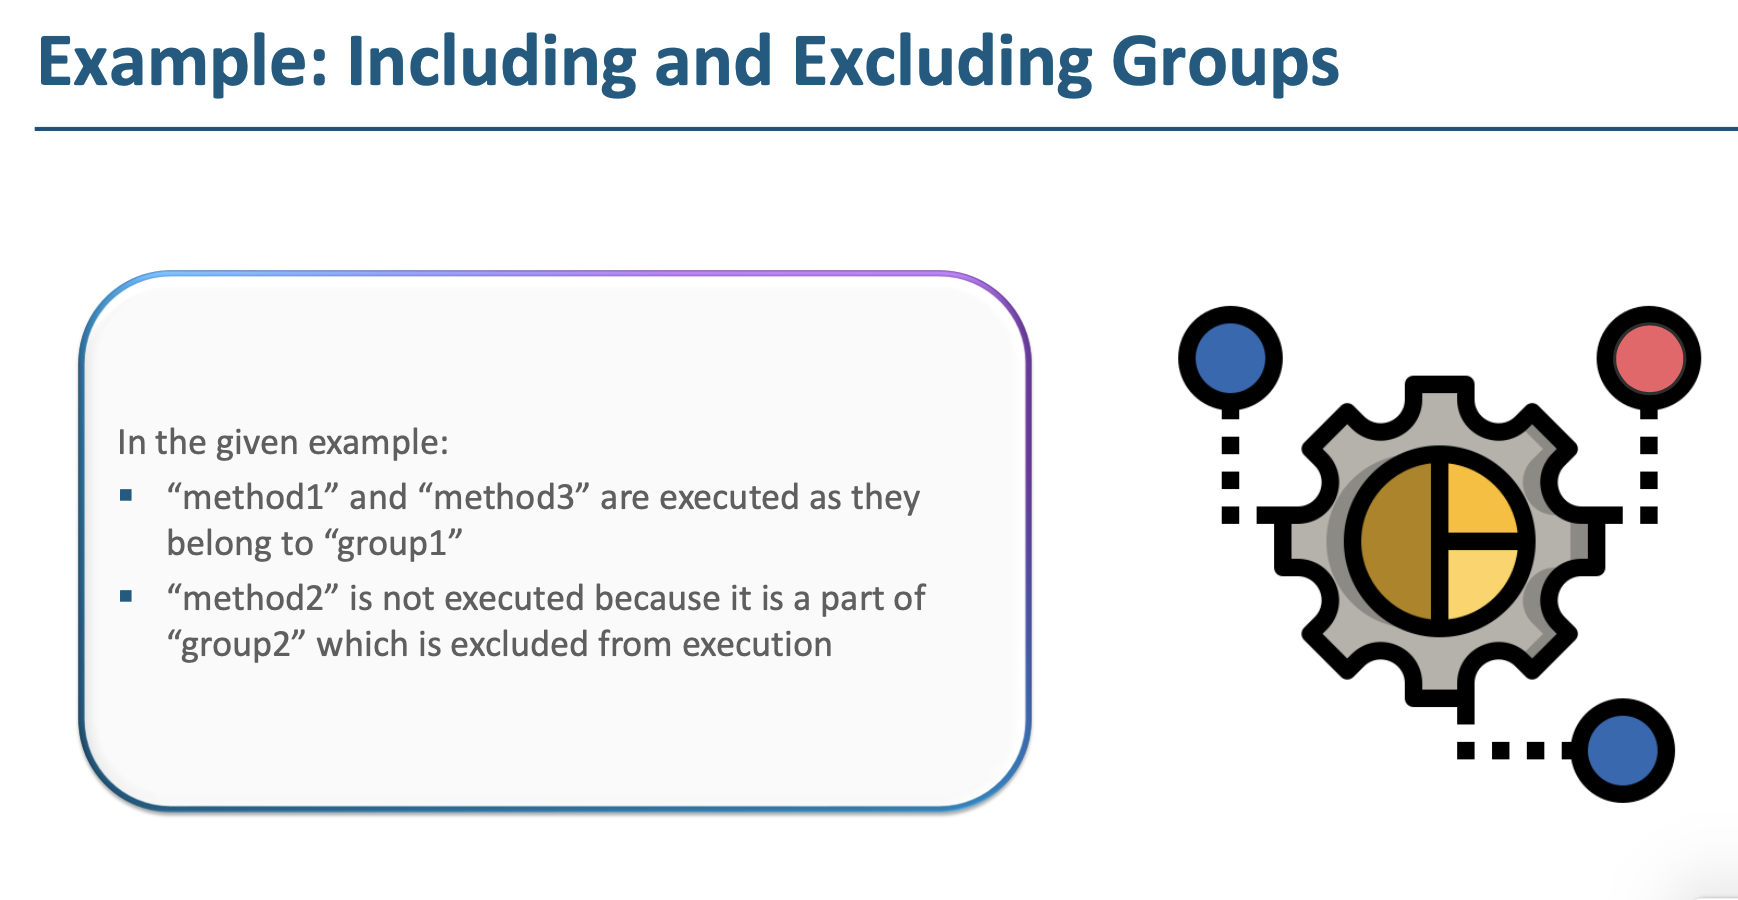 Example: Including and Excluding Groups
In the given example:
▪ “method1” and “method3” are executed as they
belong to “group1”
▪ “method2” is not executed because it is a part of
“group2” which is excluded from execution